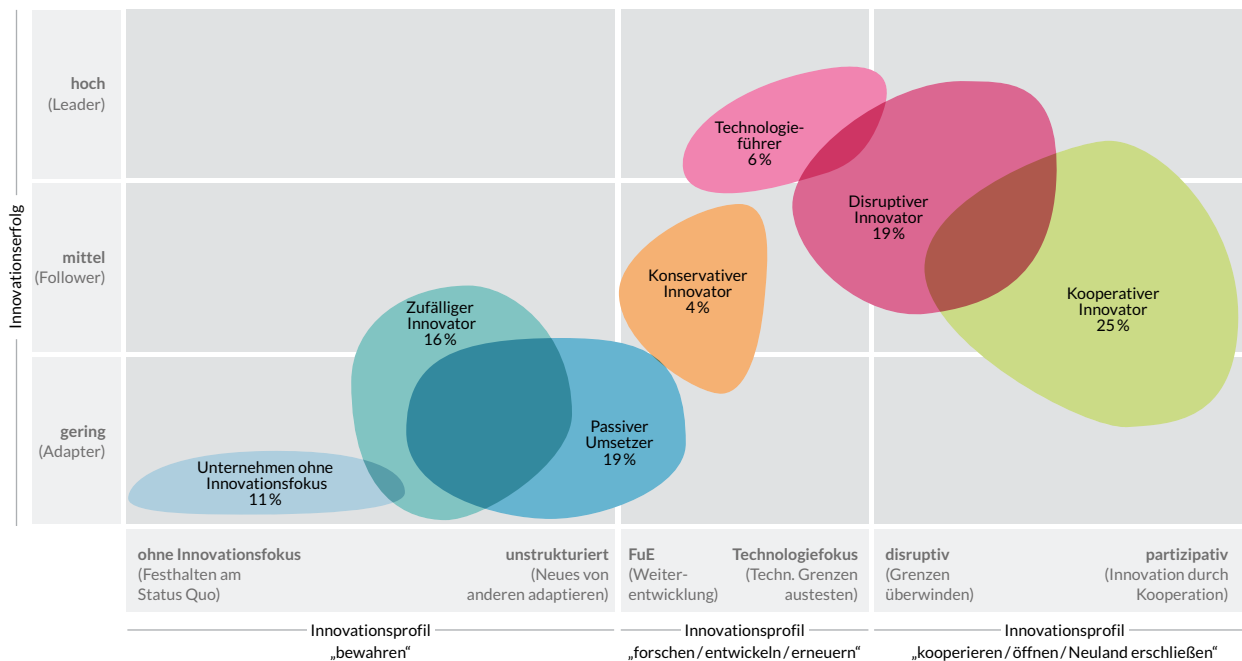 Innovationserfolg
hoch
(Leader)
mittel
(Follower)
gering
(Adapter)
Technologie-
führer
6 %
Disruptiver
Innovator
19 %
Konservativer
Innovator
4 %
Kooperativer
Innovator
25 %
Zufälliger
Innovator
16 %
Passiver
Umsetzer
19 %
Unternehmen ohne
Innovationsfokus
11 %
ohne Innovationsfokus
(Festhalten am
Status Quo)
unstrukturiert
(Neues von
anderen adaptieren)
FuE
(Weiter-
entwicklung)
Technologiefokus
(Techn. Grenzen
austesten)
disruptiv
(Grenzen
überwinden)
partizipativ
(Innovation durch
Kooperation)
Innovationsprofil
„bewahren“
Innovationsprofil
„forschen / entwickeln / erneuern“
Innovationsprofil
„kooperieren / öffnen / Neuland erschließen“